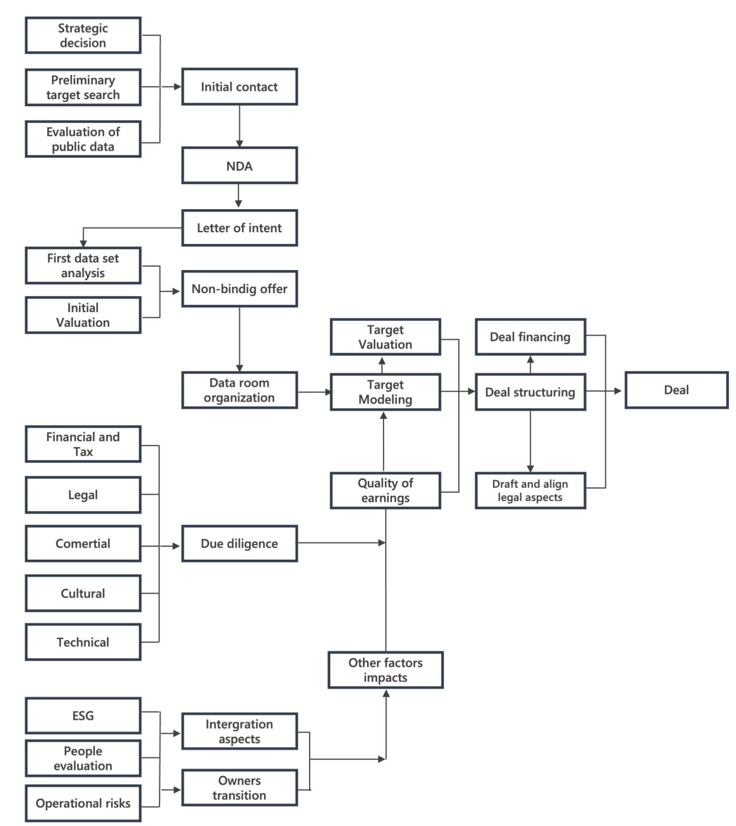 Strategic
decision
Preliminary
target search
Initial contact
Evaluation of
public data
NDA
Letter of intent
First data set
analysis
Non-bindig offer
Initial
Valuation
Target
Valuation
Deal financing
Data room
organization
Target
Modeling
Deal structuring
Deal
Financial and
Tax
Legal
Quality of
earnings
Draft and align
legal aspects
Comertial
Due diligence
Cultural
Technical
Other factors
impacts
ESG
Intergration
aspects
People
evaluation
Owners
transition
Operational risks